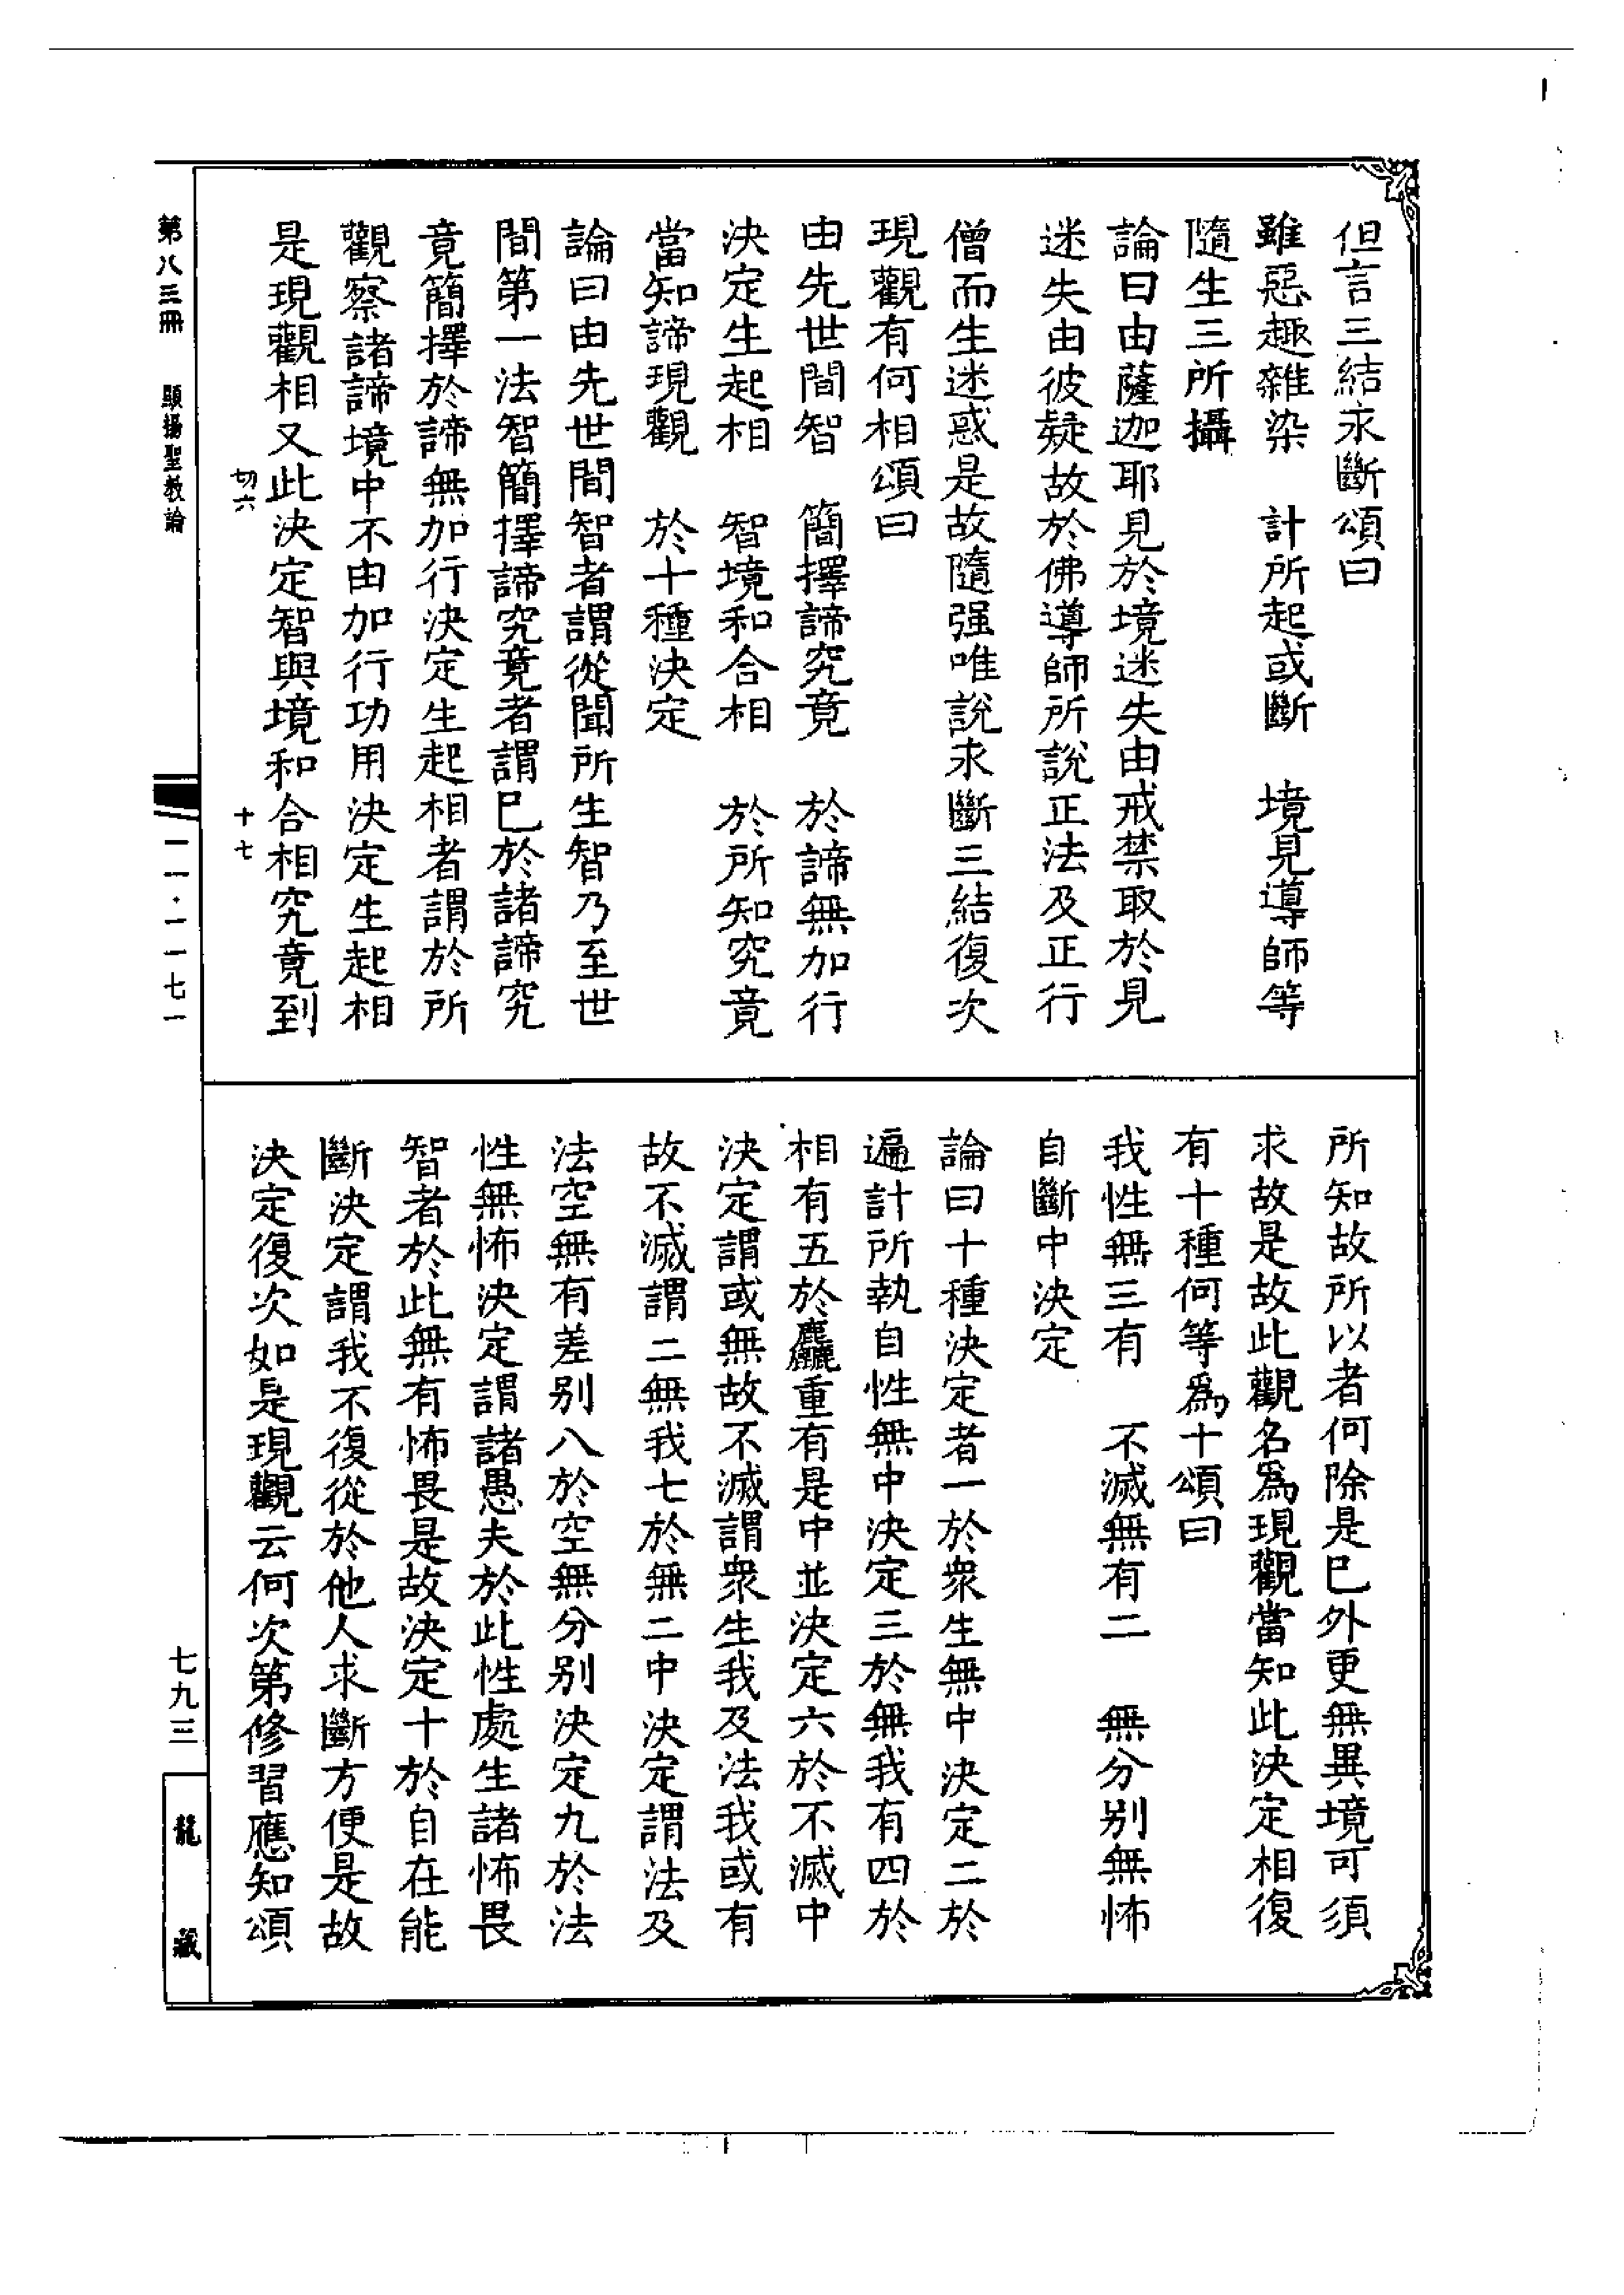 但言三結永斷頌曰
雖惡趣雜染　計所起或斷　境見導師等
隨生三所攝
論曰由薩迦耶見於境迷失由戒禁取於見
迷失由彼疑故於佛導師所說正法及正行
僧而生迷惑是故隨强唯說永斷三結復次
現觀有何相頌曰
由先世間智　簡擇諦究竟　於諦無加行
決定生起相　智境和合相　於所知究竟
當知諦現觀　於十種決定
論曰由先世間智者謂從聞所生智乃至世
間第一法智簡擇諦究竟者謂巳於諸諦究
竟簡擇於諦無加行決定生起相者謂於所
觀察諸諦境中不由加行功用決定生起相
是現觀相又此決定智與境和合相究竟到
切六　十七
所知故所以者何除是巳外更無異境可須
求故是故此觀名爲現觀當知此決定相復
有十種何等爲十頌曰
我性無三有　不滅無有二　無分别無怖
自斷中決定
論曰十種決定者一於衆生無中決定二於
遍計所執自性無中決定三於無我有四於
相有五於麤重有是中並決定六於不滅中
決定謂或無故不滅謂衆生我及法我或有
故不滅謂二無我七於無二中決定謂法及
法空無有差别八於空無分别決定九於法
性無怖決定謂諸愚夫於此性處生諸怖畏
智者於此無有怖畏是故決定十於自在能
斷決定謂我不復從於他人求斷方便是故
決定復次如是現觀云何次第修習應知頌
第八三冊　顯揚聖教論
二一·一一七一
七九三
龍藏